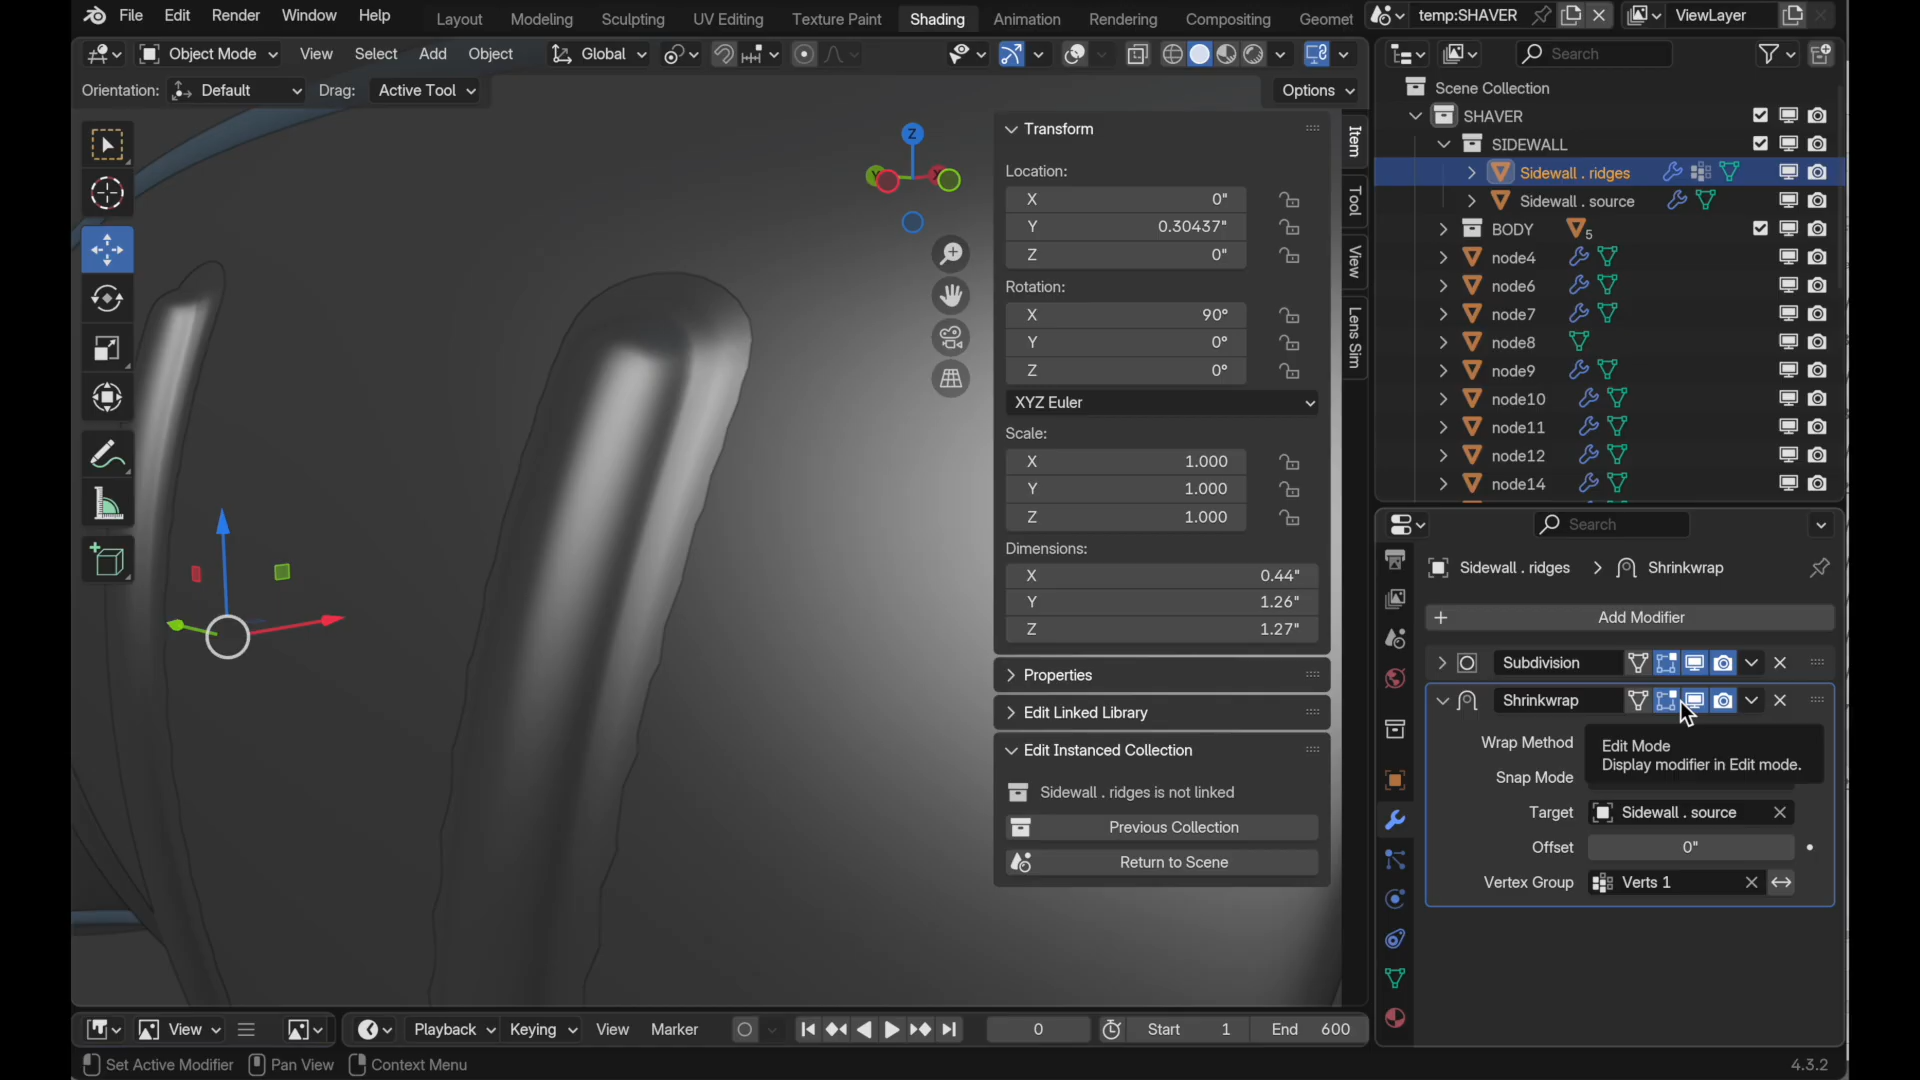 File Edit Render Window Help Layout Modeling Sculpting UV Editing Texture Paint Shading Animation Rendering Compositing Geomet temp:SHAVER ViewLayer
Object Mode View Select Add Object Global Search
Orientation: Default Drag: Active Tool Options
Z
Y
X
Item
Tool
View
Lens Sim
Transform
Location:
X 0"
Y 0.30437"
Z 0"
Rotation:
X 90°
Y 0°
Z 0°
XYZ Euler
Scale:
X 1.000
Y 1.000
Z 1.000
Dimensions:
X 0.44"
Y 1.26"
Z 1.27"
Properties
Edit Linked Library
Edit Instanced Collection
Sidewall . ridges is not linked
Previous Collection
Return to Scene
Scene Collection
SHAVER
SIDEWALL
Sidewall . ridges
Sidewall . source
BODY 5
node4
node6
node7
node8
node9
node10
node11
node12
node14
Search
Sidewall . ridges Shrinkwrap
Add Modifier
Subdivision
Shrinkwrap
Wrap Method
Edit Mode
Display modifier in Edit mode.
Snap Mode
Target Sidewall . source
Offset 0"
Vertex Group Verts 1
View Playback Keying View Marker 0 Start 1 End 600
Set Active Modifier Pan View Context Menu 4.3.2